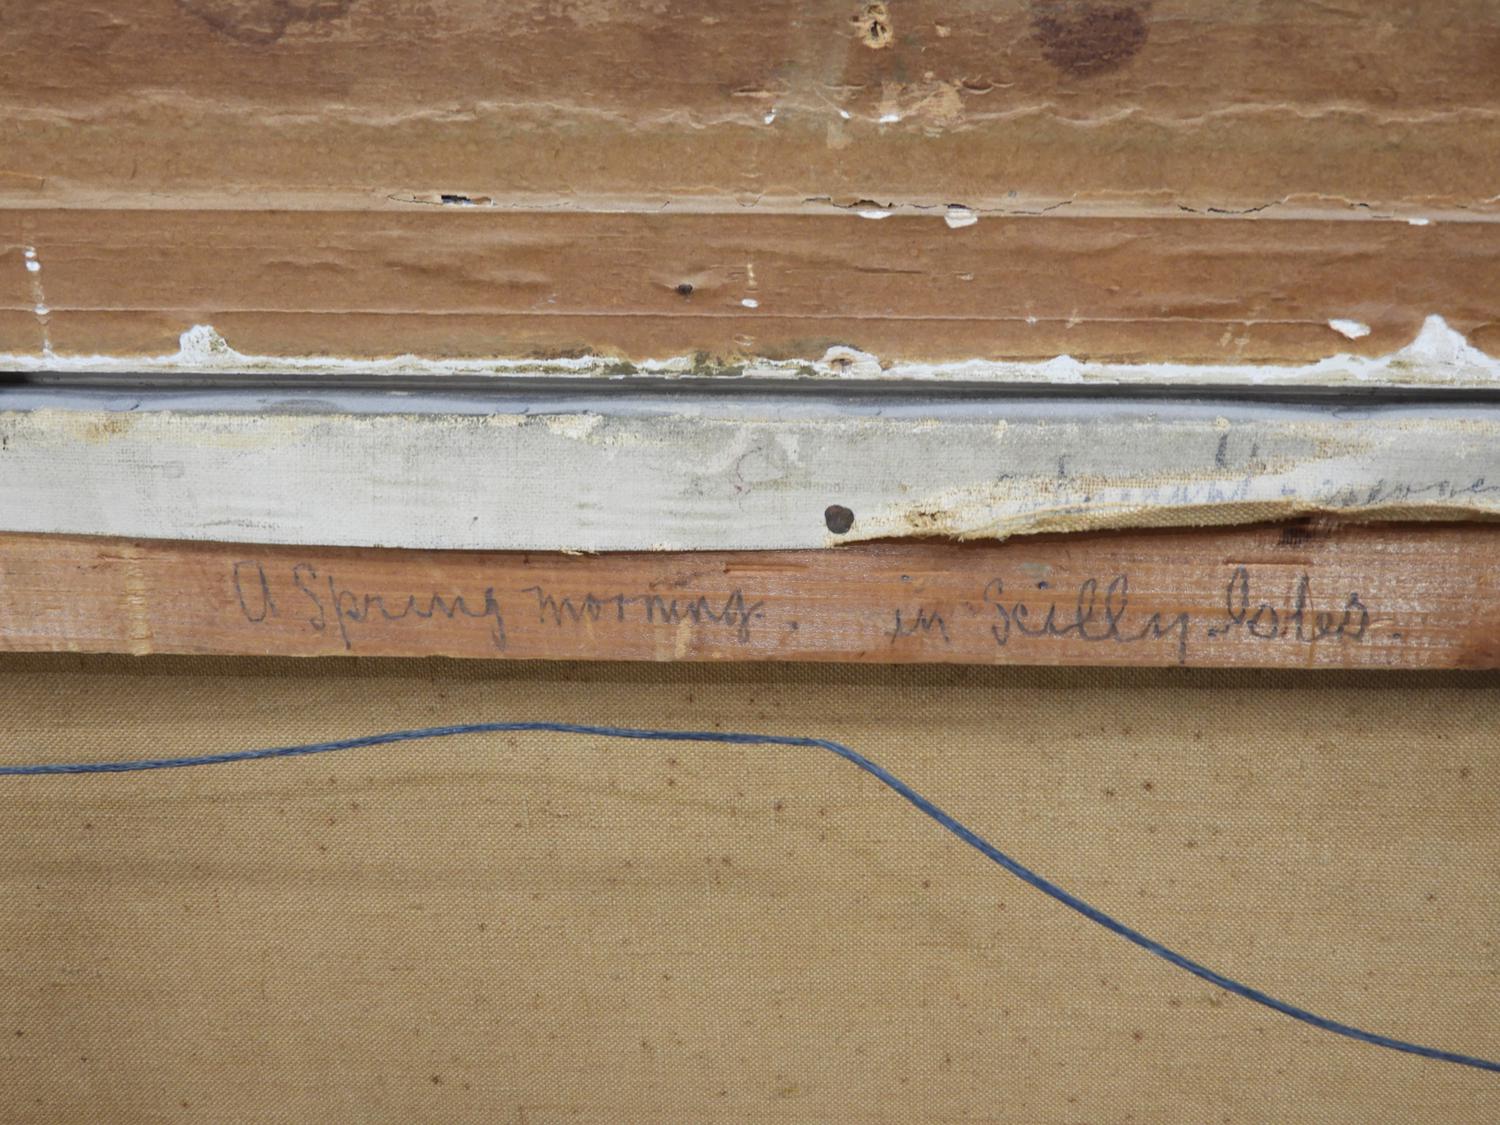 A Spring morning. in Scilly Isles.